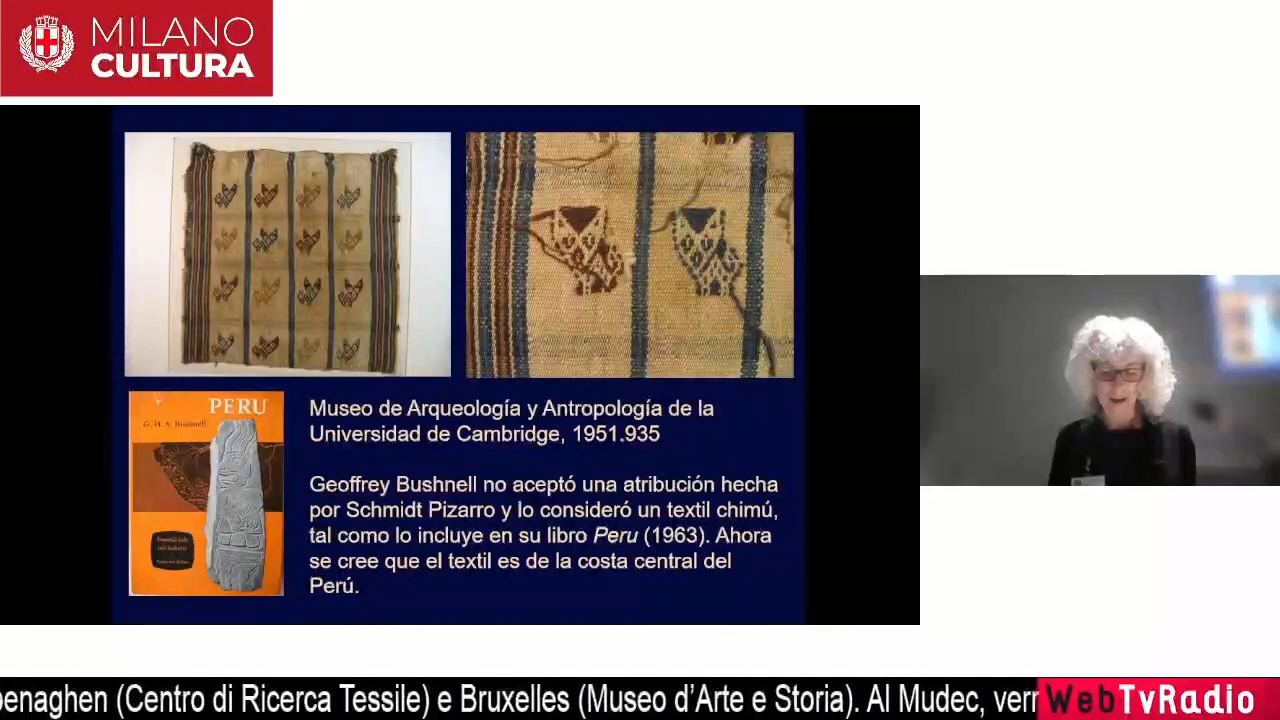 MILANO
CULTURA
PERU
G. H. S. Bushnell
Museo de Arqueología y Antropología de la
Universidad de Cambridge, 1951.935
Geoffrey Bushnell no aceptó una atribución hecha
por Schmidt Pizarro y lo consideró un textil chimú,
tal como lo incluye en su libro Peru (1963). Ahora
se cree que el textil es de la costa central del
Perú.
penaghen (Centro di Ricerca Tessile) e Bruxelles (Museo d'Arte e Storia). Al Mudec, verr
WebTvRadio